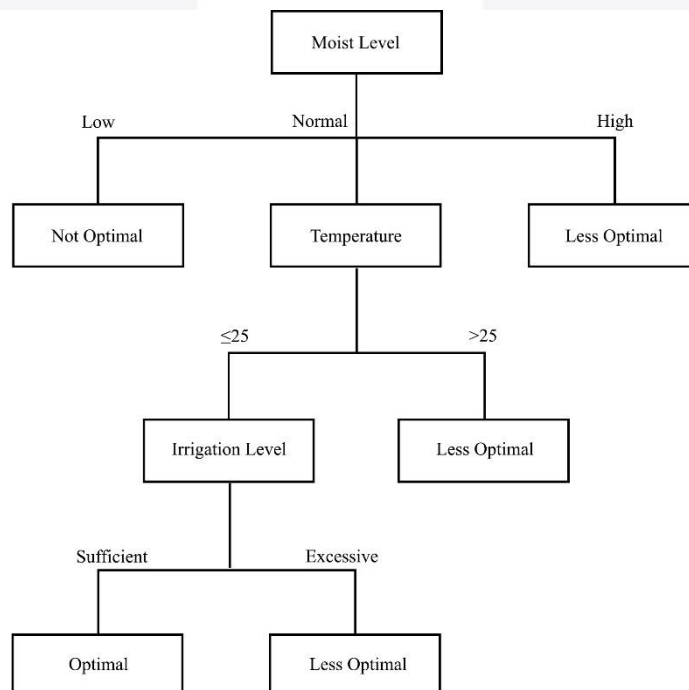 Moist Level
Low
Normal
High
Not Optimal
Temperature
Less Optimal
≤25
>25
Irrigation Level
Less Optimal
Sufficient
Excessive
Optimal
Less Optimal